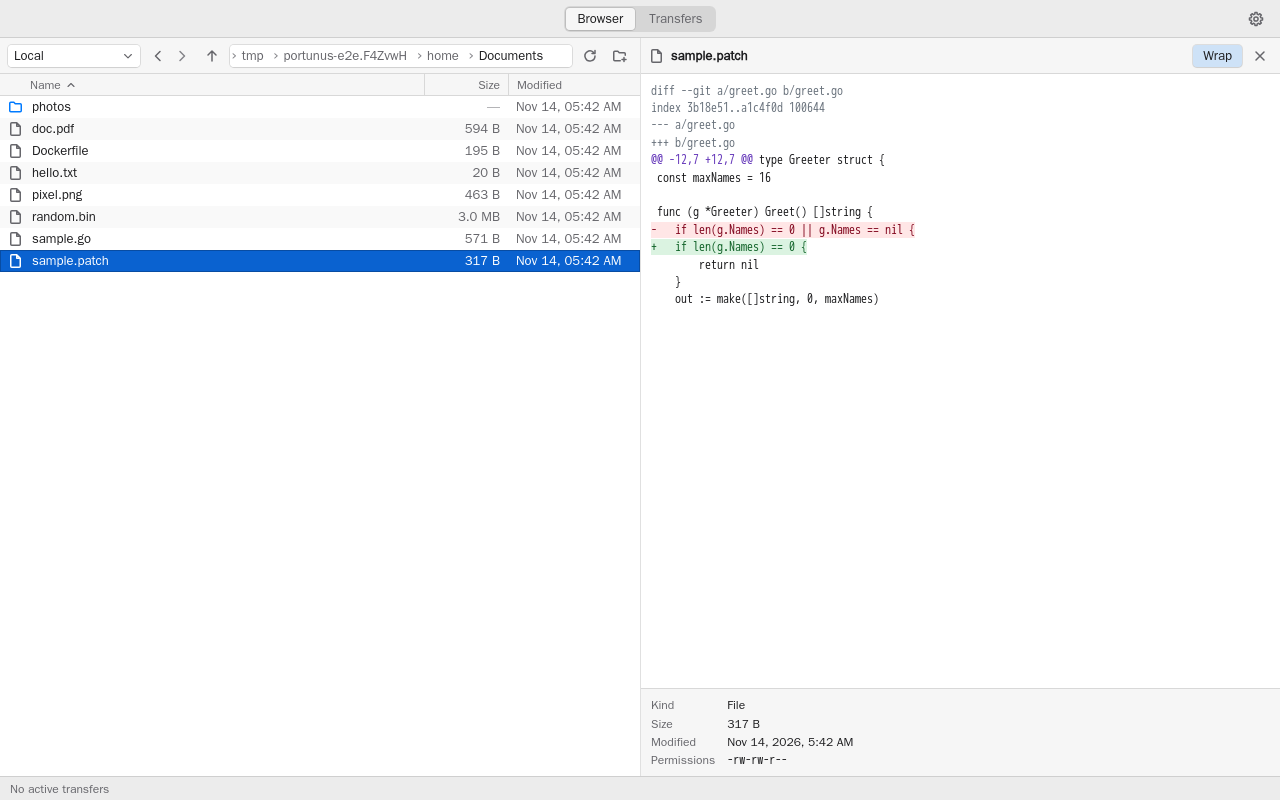 Browser Transfers
Local tmp portunus-e2e.F4ZvwH home Documents
sample.patch Wrap
Name Size Modified
photos — Nov 14, 05:42 AM
doc.pdf 594 B Nov 14, 05:42 AM
Dockerfile 195 B Nov 14, 05:42 AM
hello.txt 20 B Nov 14, 05:42 AM
pixel.png 463 B Nov 14, 05:42 AM
random.bin 3.0 MB Nov 14, 05:42 AM
sample.go 571 B Nov 14, 05:42 AM
sample.patch 317 B Nov 14, 05:42 AM
diff --git a/greet.go b/greet.go
index 3b18e51..a1c4f0d 100644
--- a/greet.go
+++ b/greet.go
@@ -12,7 +12,7 @@ type Greeter struct {
 const maxNames = 16
 func (g *Greeter) Greet() []string {
-   if len(g.Names) == 0 || g.Names == nil {
+   if len(g.Names) == 0 {
        return nil
    }
    out := make([]string, 0, maxNames)
Kind File
Size 317 B
Modified Nov 14, 2026, 5:42 AM
Permissions -rw-rw-r--
No active transfers